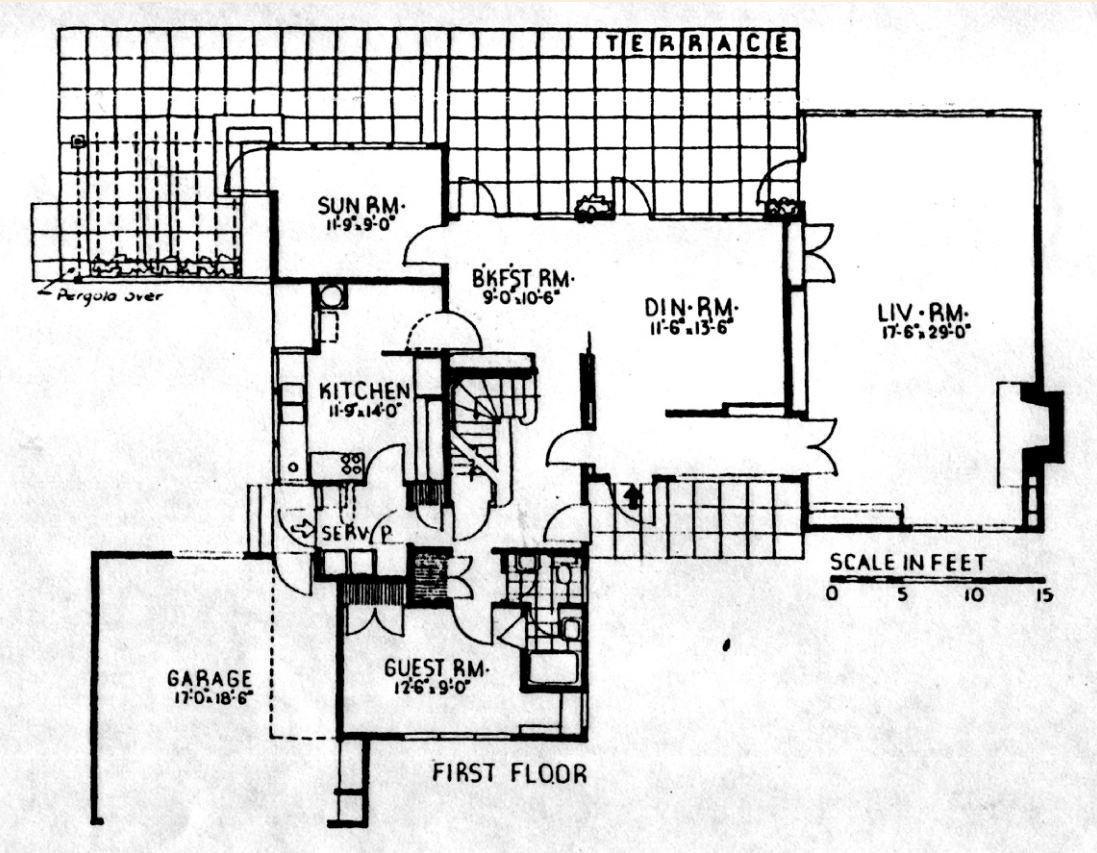 TERRACE
SUN RM.
11'-9"x9'-0"
Pergola over
BKFST RM.
9'-0"x10'-6"
DIN. RM.
11'-6"x13'-6"
LIV. RM.
17'-6"x29'-0"
KITCHEN
11'-9"x14'-0"
SERV. P.
SCALE IN FEET
0 5 10 15
GARAGE
17'-0"x18'-6"
GUEST RM.
12'-6"x9'-0"
FIRST FLOOR